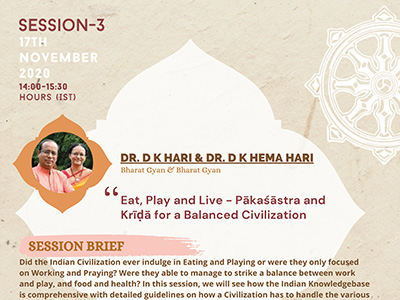 SESSION-3
17TH
NOVEMBER
2020
14:00-15:30
HOURS (IST)
DR. D K HARI & DR. D K HEMA HARI
Bharat Gyan & Bharat Gyan
“ Eat, Play and Live - Pākaśāstra and
Krīḍā for a Balanced Civilization
SESSION BRIEF
Did the Indian Civilization ever indulge in Eating and Playing or were they only focused
on Working and Praying? Were they able to manage to strike a balance between work
and play, and food and health? In this session, we will see how the Indian Knowledgebase
is comprehensive with detailed guidelines on how a Civilization has to handle the various